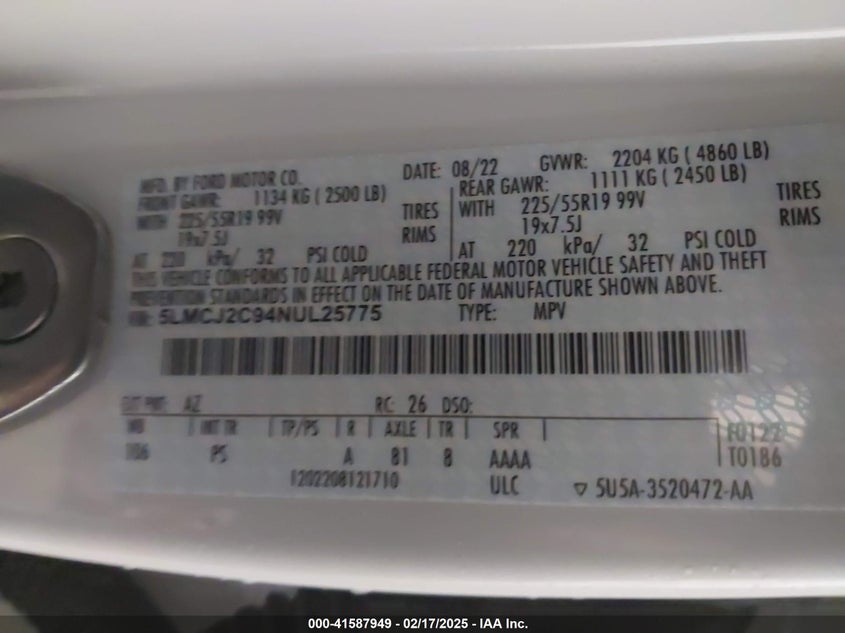 MFD. BY FORD MOTOR CO. DATE: 08/22 GVWR: 2204 KG ( 4860 LB)
FRONT GAWR: 1134 KG ( 2500 LB) REAR GAWR: 1111 KG ( 2450 LB)
WITH 225/55R19 99V TIRES WITH 225/55R19 99V TIRES
19x7.5J RIMS 19x7.5J RIMS
AT 220 kPa/ 32 PSI COLD AT 220 kPa/ 32 PSI COLD
THIS VEHICLE CONFORMS TO ALL APPLICABLE FEDERAL MOTOR VEHICLE SAFETY AND THEFT
PREVENTION STANDARDS IN EFFECT ON THE DATE OF MANUFACTURE SHOWN ABOVE.
VIN: 5LMCJ2C94NUL25775 TYPE: MPV
EXT PNT: AZ RC: 26 DSO:
WB INT TR TP/PS R AXLE TR SPR F0122
106 PS A 81 8 AAAA T0186
1202208121710 ULC ▽ 5U5A-3520472-AA
000-41587949 – 02/17/2025 – IAA Inc.